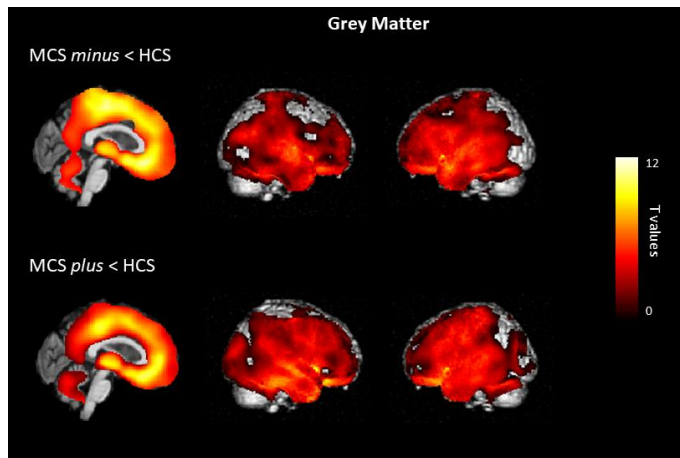 Grey Matter
MCS minus < HCS
12
T values
0
MCS plus < HCS